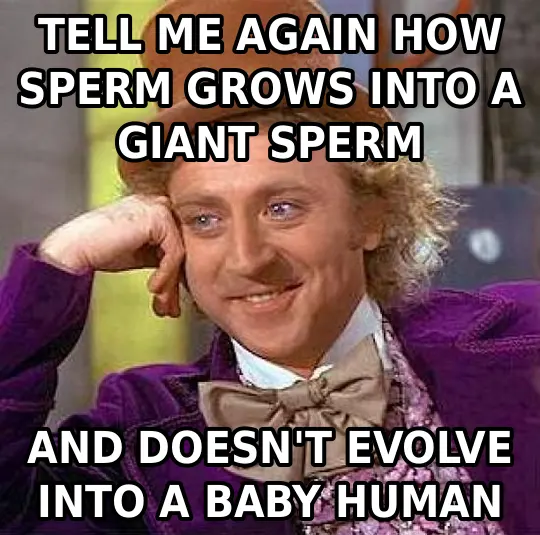 TELL ME AGAIN HOW
SPERM GROWS INTO A
GIANT SPERM
AND DOESN'T EVOLVE
INTO A BABY HUMAN